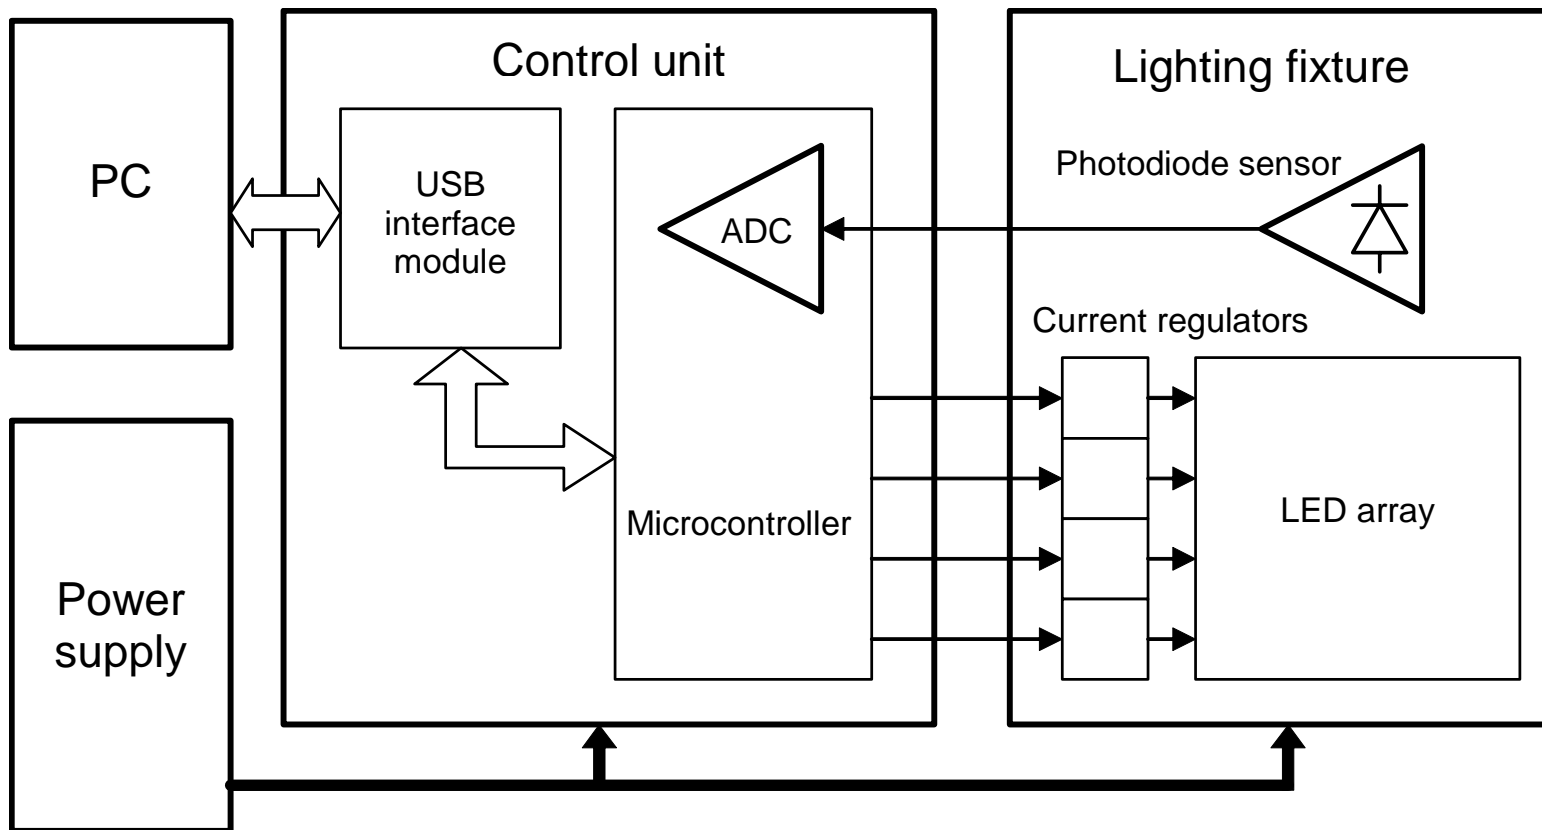 Control unit
Lighting fixture
PC
USB
interface
module
ADC
Photodiode sensor
Current regulators
Microcontroller
LED array
Power
supply